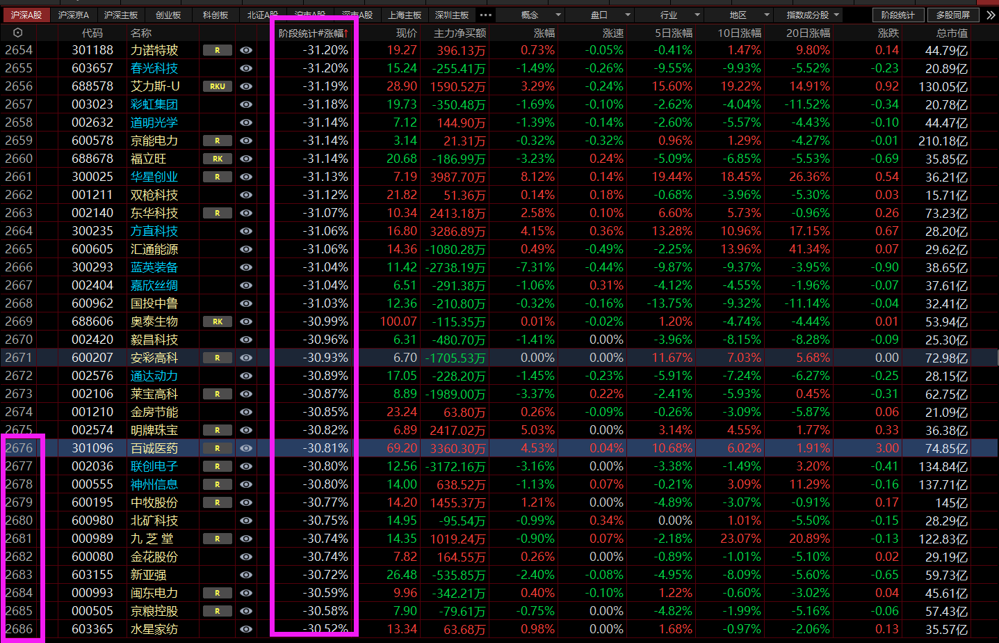 沪深A股 沪深京A 沪深主板 创业板 科创板 北证A股 沪市A股 深市A股 上海主板 深圳主板 ••• 概念 盘口 行业 地区 指数成分股 阶段统计 多股同屏
代码 名称 阶段统计#涨幅↑ 现价 主力净买额 涨幅 涨速 5日涨幅 10日涨幅 20日涨幅 涨跌 总市值
2654 301188 力诺特玻 R -31.20% 19.27 396.13万 0.73% -0.05% -0.41% 1.47% 9.80% 0.14 44.79亿
2655 603657 春光科技 -31.20% 15.24 -255.41万 -1.49% -0.26% -9.55% -9.93% -5.52% -0.23 20.89亿
2656 688578 艾力斯-U RKU -31.19% 28.90 1590.52万 3.29% -0.24% 15.60% 19.22% 14.91% 0.92 130.05亿
2657 003023 彩虹集团 -31.18% 19.73 -350.48万 -1.69% -0.10% -2.62% -4.04% -11.52% -0.34 20.78亿
2658 002632 道明光学 -31.14% 7.12 144.90万 -1.39% -0.14% -2.60% -5.57% -4.43% -0.10 44.47亿
2659 600578 京能电力 R -31.14% 3.14 21.31万 -0.32% -0.32% 0.96% 1.29% -4.27% -0.01 210.18亿
2660 688678 福立旺 RK -31.14% 20.68 -186.99万 -3.23% 0.24% -5.09% -6.85% -5.53% -0.69 35.85亿
2661 300025 华星创业 R -31.13% 7.19 3987.70万 8.12% 0.14% 19.44% 18.45% 26.36% 0.54 36.21亿
2662 001211 双枪科技 -31.12% 21.82 51.36万 0.14% 0.18% -0.68% -3.96% -5.30% 0.03 15.71亿
2663 002140 东华科技 R -31.07% 10.34 2413.18万 2.58% 0.10% 6.60% 5.73% -0.96% 0.26 73.23亿
2664 300235 方直科技 -31.06% 16.80 3286.89万 4.15% 0.36% 13.28% 10.96% 17.15% 0.67 28.20亿
2665 600605 汇通能源 -31.06% 14.36 -1080.28万 0.49% -0.49% -2.25% 13.96% 41.34% 0.07 29.62亿
2666 300293 蓝英装备 -31.04% 11.42 -2738.19万 -7.31% -0.44% -9.87% -9.37% -3.95% -0.90 38.65亿
2667 002404 嘉欣丝绸 -31.04% 6.51 -291.38万 -1.06% 0.31% -4.12% -4.55% -1.96% -0.07 37.61亿
2668 600962 国投中鲁 -31.03% 12.36 -210.80万 -0.32% -0.16% -13.75% -9.32% -11.14% -0.04 32.41亿
2669 688606 奥泰生物 RK -30.99% 100.07 -115.35万 0.01% -0.02% 1.20% -4.74% -4.44% 0.01 53.94亿
2670 002420 毅昌科技 -30.96% 6.31 -480.70万 -1.41% 0.00% -3.96% -8.15% -8.28% -0.09 25.30亿
2671 600207 安彩高科 R -30.93% 6.70 -1705.53万 0.00% 0.00% 11.67% 7.03% 5.68% 0.00 72.98亿
2672 002576 通达动力 -30.89% 17.05 -228.20万 -1.45% -0.23% -5.91% -7.24% -6.27% -0.25 28.15亿
2673 002106 莱宝高科 R -30.87% 8.89 -1989.00万 -3.37% 0.22% -2.41% -5.93% 0.45% -0.31 62.75亿
2674 001210 金房节能 -30.85% 23.24 63.80万 0.26% -0.09% -0.26% -3.09% -5.87% 0.06 21.09亿
2675 002574 明牌珠宝 R -30.82% 6.89 2417.02万 5.03% 0.00% 3.14% 4.55% 1.77% 0.33 36.38亿
2676 301096 百诚医药 R -30.81% 69.20 3360.30万 4.53% 0.04% 10.68% 6.02% 1.91% 3.00 74.85亿
2677 002036 联创电子 R -30.80% 12.56 -3172.16万 -3.16% 0.00% -3.38% -1.49% 3.20% -0.41 134.84亿
2678 000555 神州信息 R -30.80% 14.00 638.52万 -1.13% 0.07% -0.21% 3.09% 11.29% -0.16 137.71亿
2679 600195 中牧股份 R -30.77% 14.20 1455.37万 1.21% 0.00% -4.89% -3.07% -0.91% 0.17 145亿
2680 600980 北矿科技 -30.75% 14.95 -95.54万 -0.99% 0.34% 0.00% 1.01% -5.50% -0.15 28.29亿
2681 000989 九 芝 堂 R -30.74% 14.35 1019.24万 -0.90% 0.07% -2.18% 23.07% 20.89% -0.13 122.83亿
2682 600080 金花股份 -30.74% 7.82 164.55万 0.26% 0.00% -0.89% -1.01% -5.10% 0.02 29.19亿
2683 603155 新亚强 -30.72% 26.48 -535.85万 -2.40% -0.08% -4.95% -8.09% -5.60% -0.65 59.73亿
2684 000993 闽东电力 R -30.59% 9.96 -342.21万 0.40% -0.10% 1.22% -0.60% -3.02% 0.04 45.61亿
2685 000505 京粮控股 R -30.58% 7.90 -79.61万 -0.75% 0.00% -4.82% -1.99% -5.16% -0.06 57.43亿
2686 603365 水星家纺 -30.52% 13.34 63.68万 0.98% 0.00% 1.68% -0.97% -2.06% 0.13 35.57亿